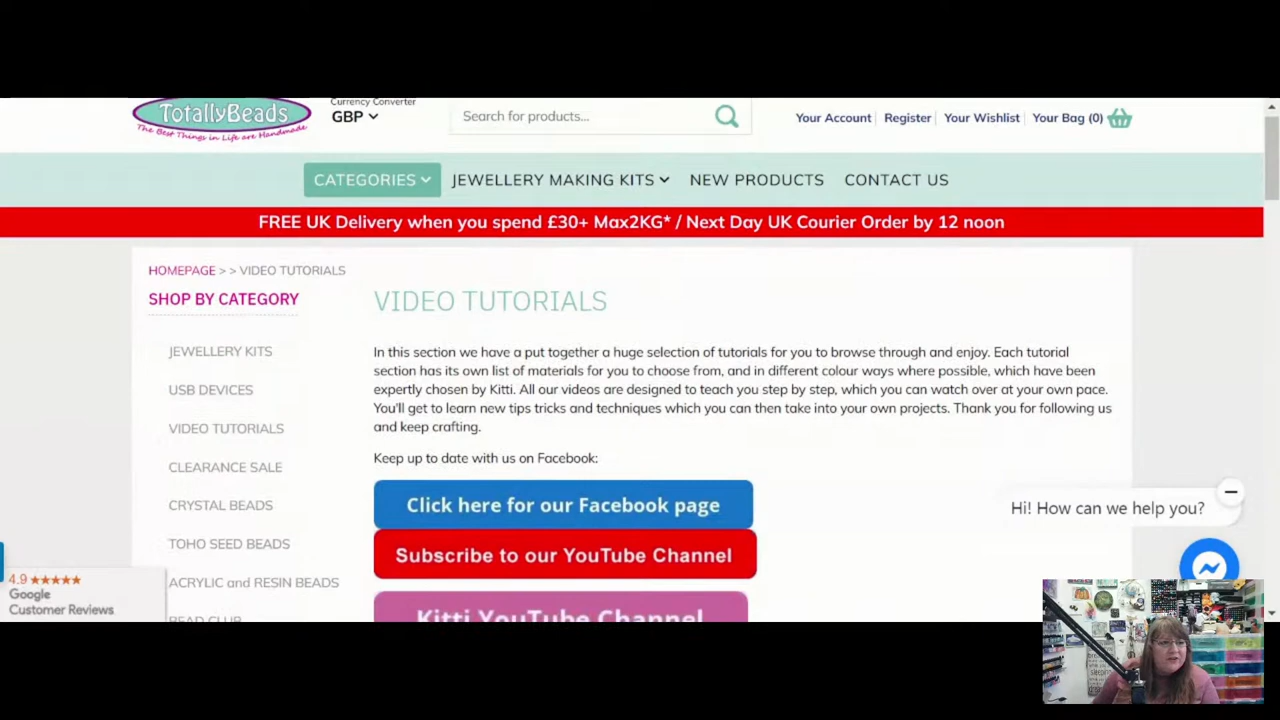 TotallyBeads
The Best Things in Life are Handmade
Currency Converter
GBP
Search for products...
Your Account
Register
Your Wishlist
Your Bag (0)
CATEGORIES
JEWELLERY MAKING KITS
NEW PRODUCTS
CONTACT US
FREE UK Delivery when you spend £30+ Max2KG* / Next Day UK Courier Order by 12 noon
HOMEPAGE > > VIDEO TUTORIALS
SHOP BY CATEGORY
JEWELLERY KITS
USB DEVICES
VIDEO TUTORIALS
CLEARANCE SALE
CRYSTAL BEADS
TOHO SEED BEADS
ACRYLIC and RESIN BEADS
BEAD CLUB
VIDEO TUTORIALS
In this section we have a put together a huge selection of tutorials for you to browse through and enjoy. Each tutorial
section has its own list of materials for you to choose from, and in different colour ways where possible, which have been
expertly chosen by Kitti. All our videos are designed to teach you step by step, which you can watch over at your own pace.
You'll get to learn new tips tricks and techniques which you can then take into your own projects. Thank you for following us
and keep crafting.
Keep up to date with us on Facebook:
Click here for our Facebook page
Subscribe to our YouTube Channel
Kitti YouTube Channel
Hi! How can we help you?
4.9 ★★★★★
Google
Customer Reviews